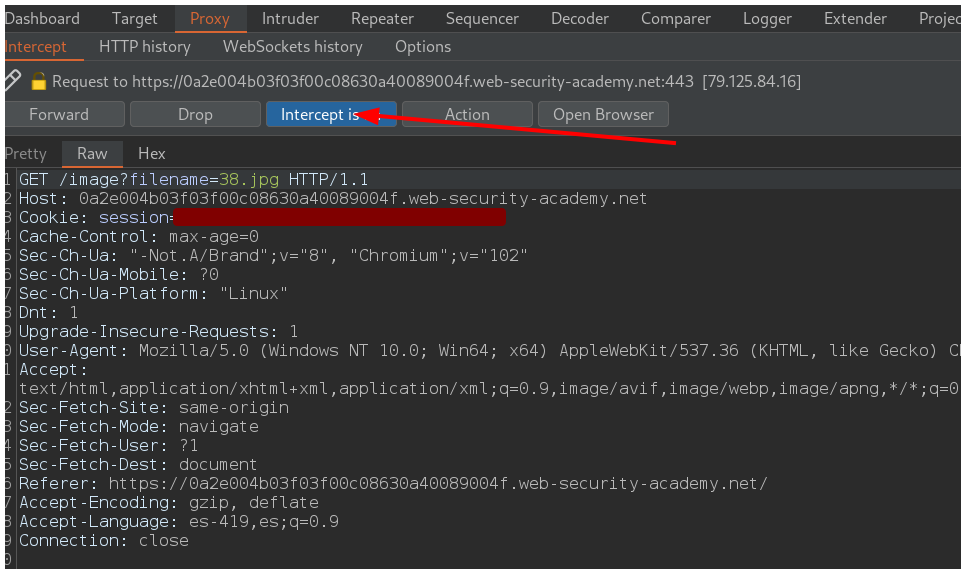 Dashboard Target Proxy Intruder Repeater Sequencer Decoder Comparer Logger Extender Projec
Intercept HTTP history WebSockets history Options
Request to https://0a2e004b03f03f00c08630a40089004f.web-security-academy.net:443 [79.125.84.16]
Forward Drop Intercept is Action Open Browser
Pretty Raw Hex
1 GET /image?filename=38.jpg HTTP/1.1
2 Host: 0a2e004b03f03f00c08630a40089004f.web-security-academy.net
3 Cookie: session=
4 Cache-Control: max-age=0
5 Sec-Ch-Ua: "-Not.A/Brand";v="8", "Chromium";v="102"
6 Sec-Ch-Ua-Mobile: ?0
7 Sec-Ch-Ua-Platform: "Linux"
8 Dnt: 1
9 Upgrade-Insecure-Requests: 1
0 User-Agent: Mozilla/5.0 (Windows NT 10.0; Win64; x64) AppleWebKit/537.36 (KHTML, like Gecko) Ch
1 Accept:
text/html,application/xhtml+xml,application/xml;q=0.9,image/avif,image/webp,image/apng,*/*;q=0
2 Sec-Fetch-Site: same-origin
3 Sec-Fetch-Mode: navigate
4 Sec-Fetch-User: ?1
5 Sec-Fetch-Dest: document
6 Referer: https://0a2e004b03f03f00c08630a40089004f.web-security-academy.net/
7 Accept-Encoding: gzip, deflate
8 Accept-Language: es-419,es;q=0.9
9 Connection: close
0